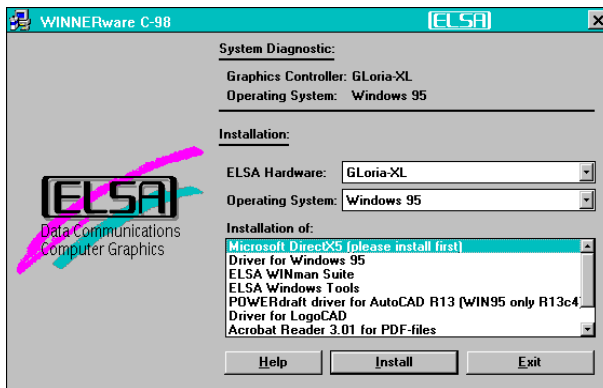 WINNERware C-98
ELSA
System Diagnostic:
Graphics Controller: GLoria-XL
Operating System: Windows 95
Installation:
ELSA Hardware: GLoria-XL
Operating System: Windows 95
ELSA
Data Communications
Computer Graphics
Installation of:
Microsoft DirectX5 (please install first)
Driver for Windows 95
ELSA WINman Suite
ELSA Windows Tools
POWERdraft driver for AutoCAD R13 (WIN95 only R13c4
Driver for LogoCAD
Acrobat Reader 3.01 for PDF-files
Help Install Exit